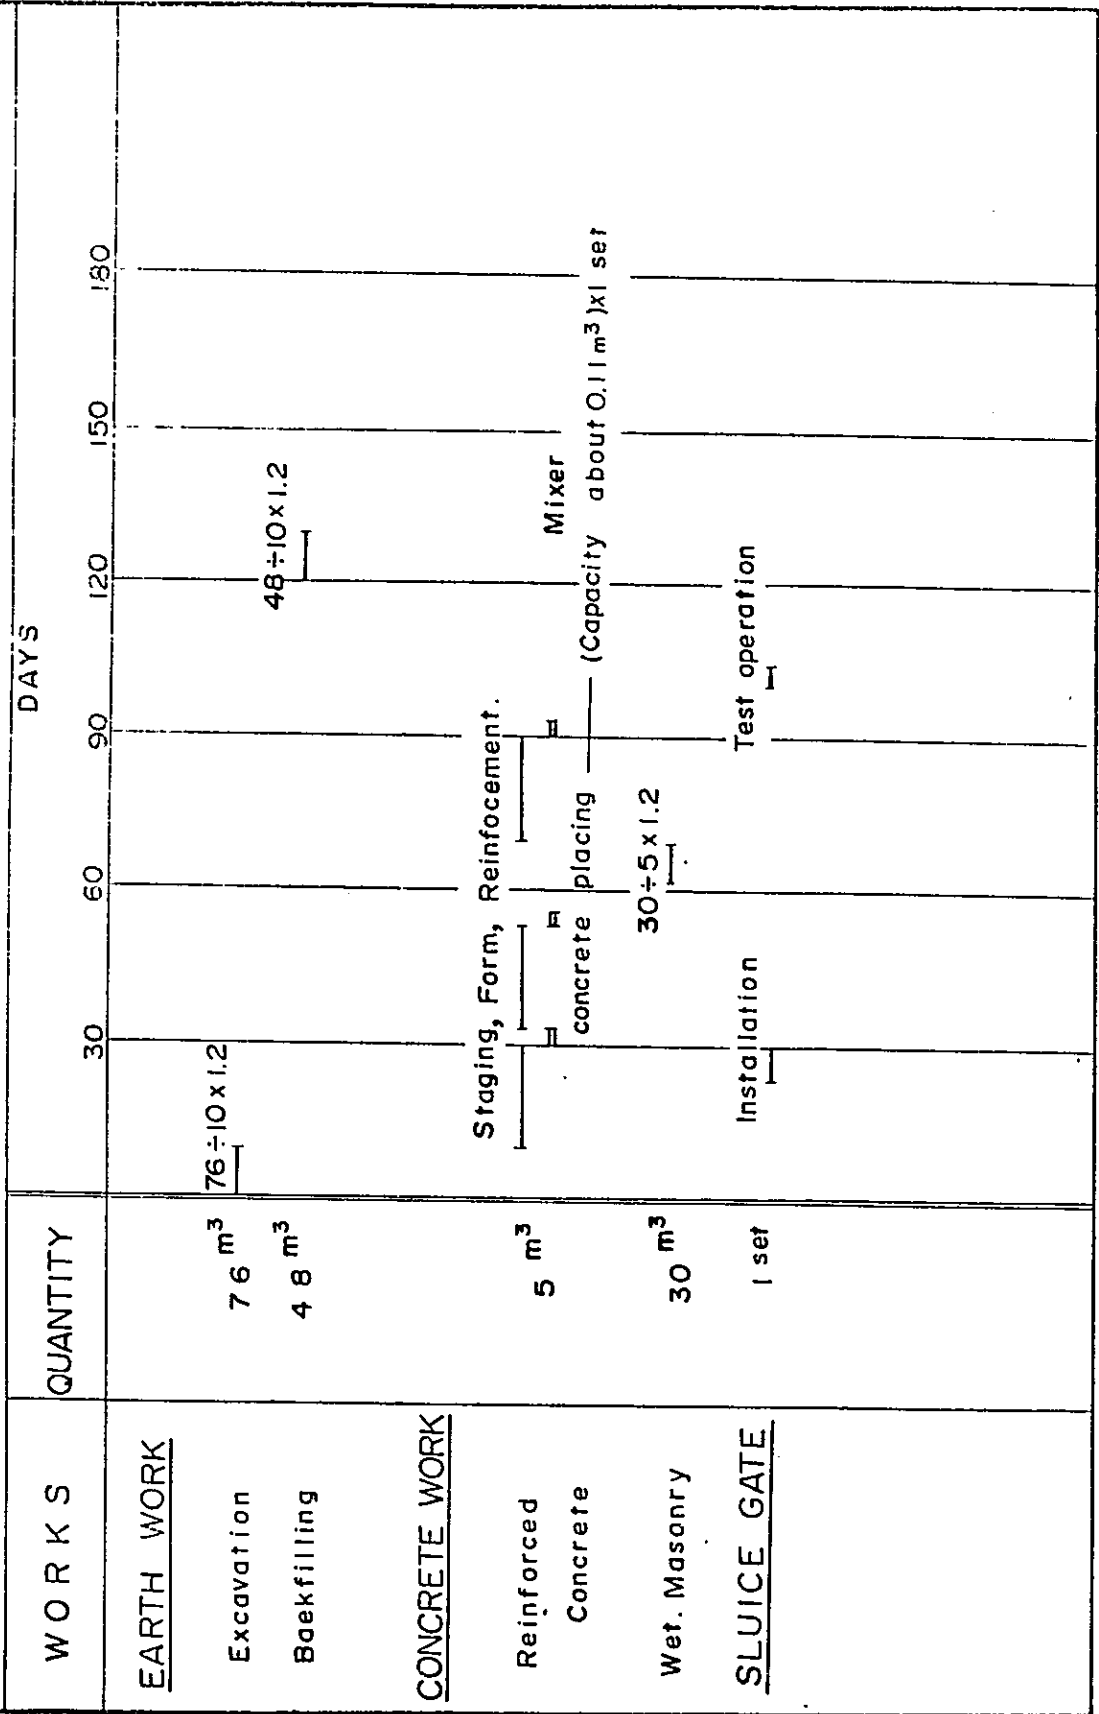 WORKS QUANTITY DAYS
30 60 90 120 150 180
EARTH WORK
Excavation 76 m³ 76÷10×1.2
Baekfilling 48 m³ 48÷10×1.2
CONCRETE WORK
Staging, Form, Reinfocement.
Reinforced 5 m³ Mixer
Concrete concrete placing (Capacity about 0.11m³)×1 set
Wet. Masonry 30 m³ 30÷5×1.2
SLUICE GATE 1 set Installation Test operation